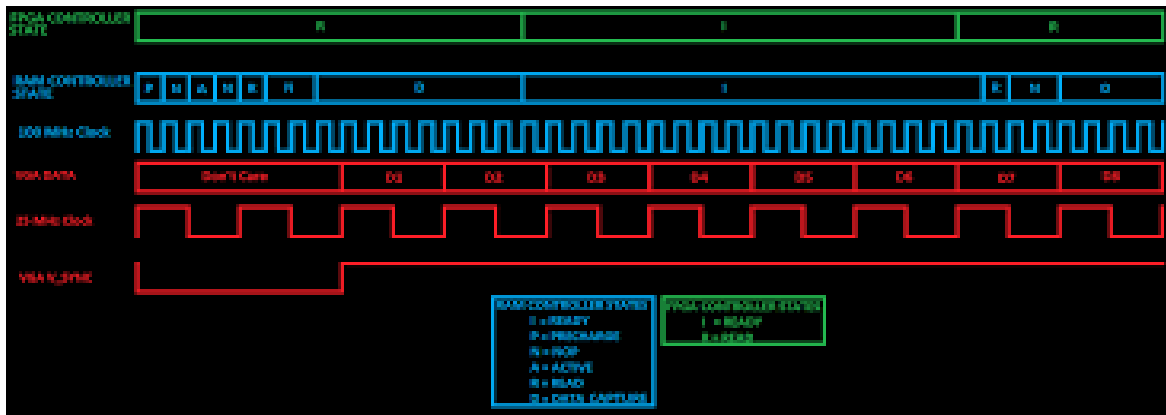 FPGA CONTROLLER
STATE
R I R
RAM CONTROLLER
STATE
P N A N R N D I R N D
100 MHz Clock
VGA DATA
Don't Care D1 D2 D3 D4 D5 D6 D7 D8
25 MHz Clock
VGA V_SYNC
RAM CONTROLLER STATES
I = READY
P = PRECHARGE
N = NOP
A = ACTIVE
R = READ
D = DATA CAPTURE
FPGA CONTROLLER STATES
I = READY
R = READ